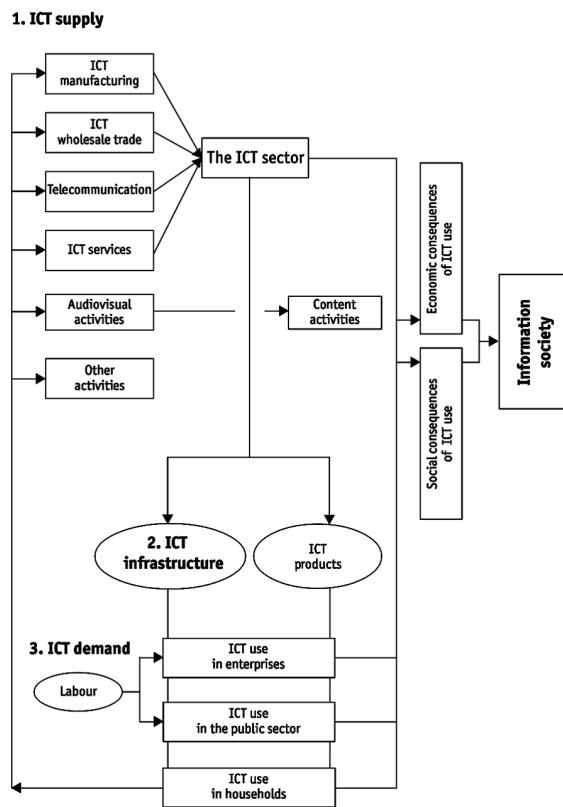 1. ICT supply
ICT
manufacturing
ICT
wholesale trade
The ICT sector
Telecommunication
ICT services
Audiovisual
activities
Content
activities
Other
activities
Economic consequences
of ICT use
Social consequences
of ICT use
Information
society
2. ICT
infrastructure
ICT
products
3. ICT demand
Labour
ICT use
in enterprises
ICT use
in the public sector
ICT use
in households